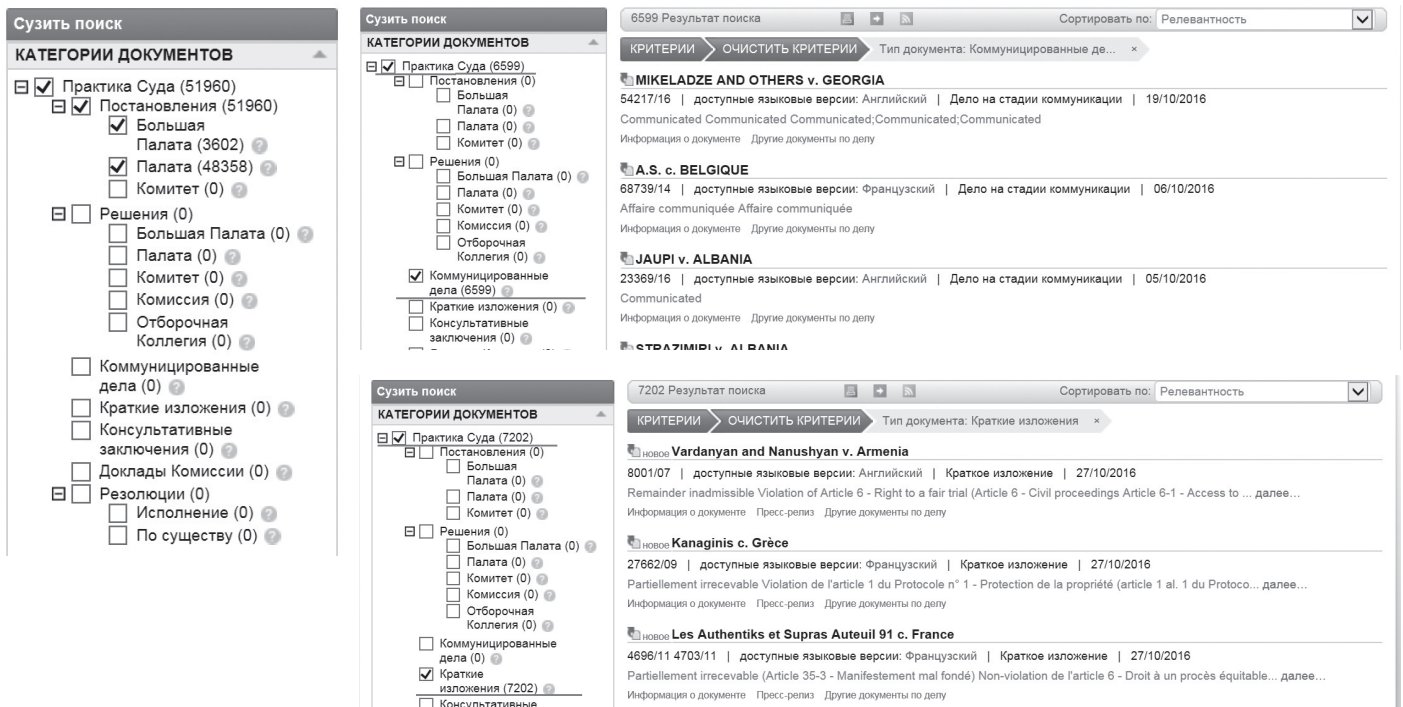 Сузить поиск
КАТЕГОРИИ ДОКУМЕНТОВ
Практика Суда (51960)
Постановления (51960)
Большая
Палата (3602)
Палата (48358)
Комитет (0)
Решения (0)
Большая Палата (0)
Палата (0)
Комитет (0)
Комиссия (0)
Отборочная
Коллегия (0)
Коммуницированные
дела (0)
Краткие изложения (0)
Консультативные
заключения (0)
Доклады Комиссии (0)
Резолюции (0)
Исполнение (0)
По существу (0)
Сузить поиск
КАТЕГОРИИ ДОКУМЕНТОВ
Практика Суда (6599)
Постановления (0)
Большая
Палата (0)
Палата (0)
Комитет (0)
Решения (0)
Большая Палата (0)
Палата (0)
Комитет (0)
Комиссия (0)
Отборочная
Коллегия (0)
Коммуницированные
дела (6599)
Краткие изложения (0)
Консультативные
заключения (0)
6599 Результат поиска
Сортировать по: Релевантность
КРИТЕРИИ ОЧИСТИТЬ КРИТЕРИИ Тип документа: Коммуницированные де... ×
MIKELADZE AND OTHERS v. GEORGIA
54217/16 | доступные языковые версии: Английский | Дело на стадии коммуникации | 19/10/2016
Communicated Communicated Communicated;Communicated;Communicated
Информация о документе Другие документы по делу
A.S. c. BELGIQUE
68739/14 | доступные языковые версии: Французский | Дело на стадии коммуникации | 06/10/2016
Affaire communiquée Affaire communiquée
Информация о документе Другие документы по делу
JAUPI v. ALBANIA
23369/16 | доступные языковые версии: Английский | Дело на стадии коммуникации | 05/10/2016
Communicated
Информация о документе Другие документы по делу
STRAZIMIRI v. ALBANIA
Сузить поиск
КАТЕГОРИИ ДОКУМЕНТОВ
Практика Суда (7202)
Постановления (0)
Большая
Палата (0)
Палата (0)
Комитет (0)
Решения (0)
Большая Палата (0)
Палата (0)
Комитет (0)
Комиссия (0)
Отборочная
Коллегия (0)
Коммуницированные
дела (0)
Краткие
изложения (7202)
Консультативные
7202 Результат поиска
Сортировать по: Релевантность
КРИТЕРИИ ОЧИСТИТЬ КРИТЕРИИ Тип документа: Краткие изложения ×
новое Vardanyan and Nanushyan v. Armenia
8001/07 | доступные языковые версии: Английский | Краткое изложение | 27/10/2016
Remainder inadmissible Violation of Article 6 - Right to a fair trial (Article 6 - Civil proceedings Article 6-1 - Access to ... далее…
Информация о документе Пресс-релиз Другие документы по делу
новое Kanaginis c. Grèce
27662/09 | доступные языковые версии: Французский | Краткое изложение | 27/10/2016
Partiellement irrecevable Violation de l'article 1 du Protocole n° 1 - Protection de la propriété (article 1 al. 1 du Protoco... далее…
Информация о документе Пресс-релиз Другие документы по делу
новое Les Authentiks et Supras Auteuil 91 c. France
4696/11 4703/11 | доступные языковые версии: Французский | Краткое изложение | 27/10/2016
Partiellement irrecevable (Article 35-3 - Manifestement mal fondé) Non-violation de l'article 6 - Droit à un procès équitable... далее…
Информация о документе Пресс-релиз Другие документы по делу